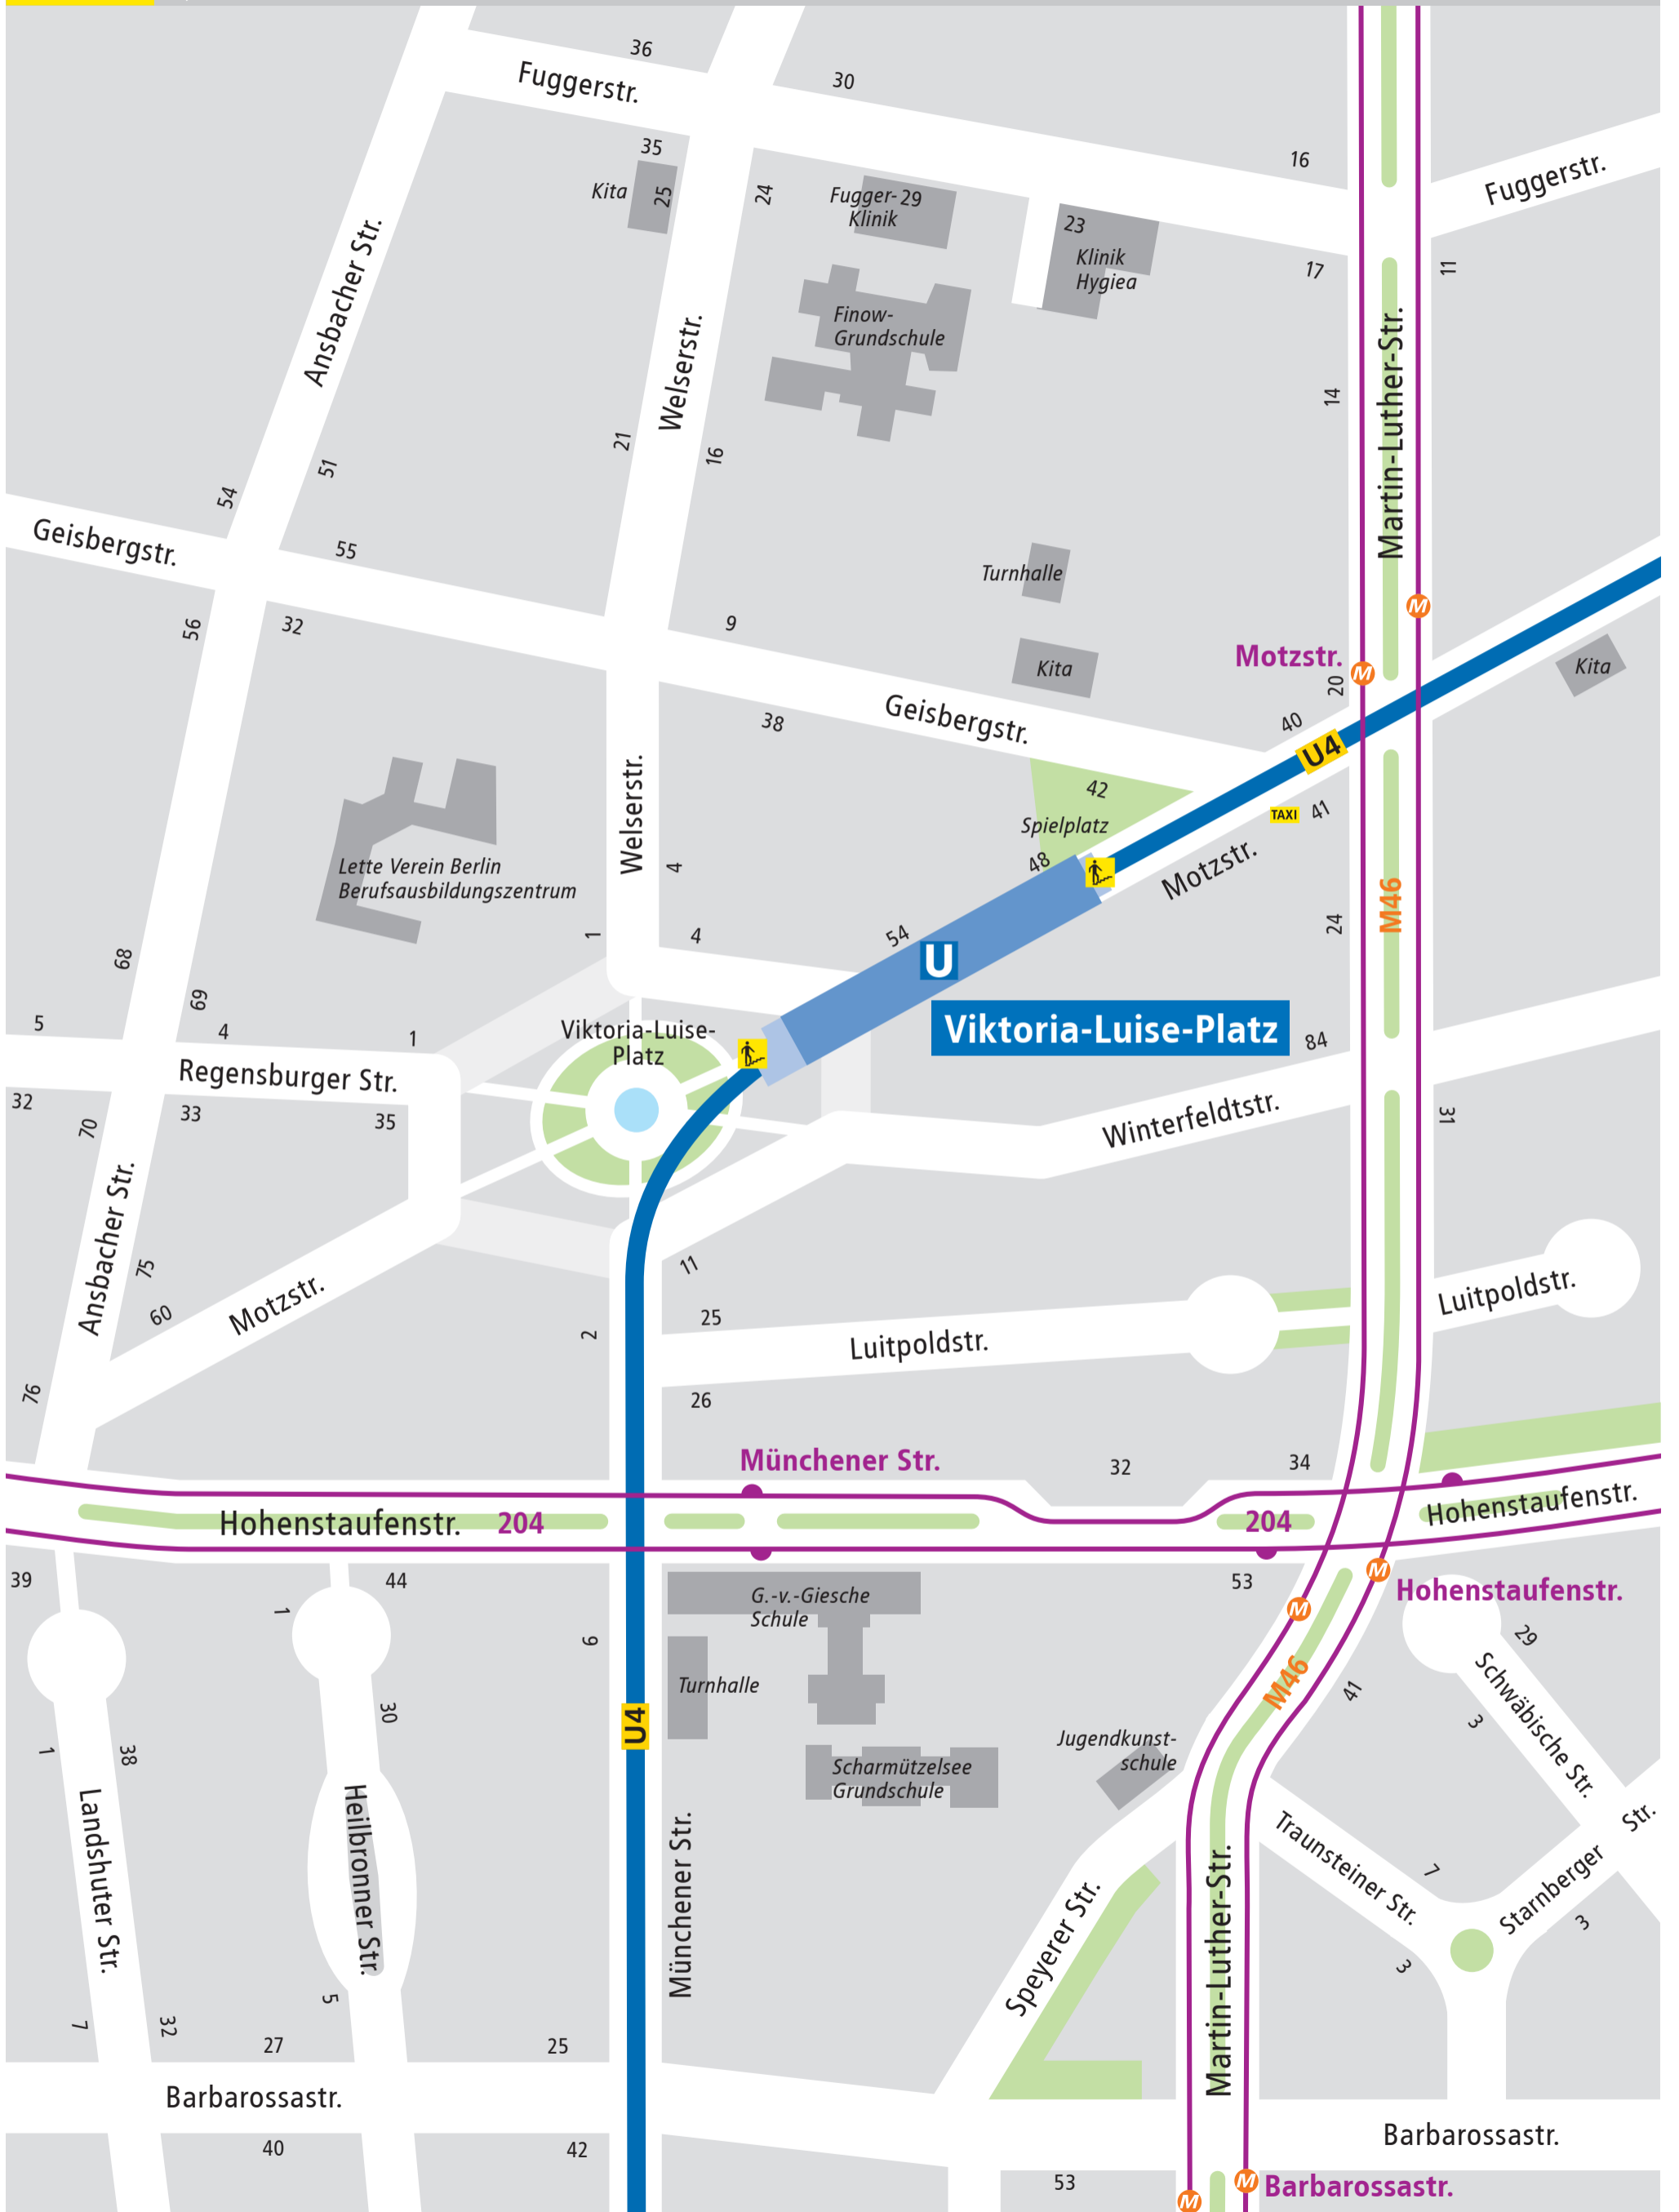 36
Fuggerstr.
30
35
Kita
25
24
Fugger-
Klinik
29
23
Klinik
Hygiea
16
Fuggerstr.
17
11
Ansbacher Str.
Welserstr.
Finow-
Grundschule
Martin-Luther-Str.
14
21
16
54
51
Geisbergstr.
55
56
32
9
Turnhalle
Kita
Motzstr.
M
M
20
Kita
38
Geisbergstr.
40
U4
42
TAXI
41
Spielplatz
48
Motzstr.
Welserstr.
4
Lette Verein Berlin
Berufsausbildungszentrum
M46
24
1
4
54
U
Viktoria-Luise-Platz
68
69
5
4
1
Regensburger Str.
Viktoria-Luise-
Platz
84
32
33
35
70
Winterfeldtstr.
31
Ansbacher Str.
75
60
Motzstr.
11
2
25
Luitpoldstr.
Luitpoldstr.
76
26
Münchener Str.
32
34
Hohenstaufenstr.
204
204
Hohenstaufenstr.
39
44
1
53
M
Hohenstaufenstr.
M
G.-v.-Giesche
Schule
9
29
Turnhalle
M46
41
Schwäbische Str.
3
30
U4
1
38
Jugendkunst-
schule
Scharmützelsee
Grundschule
Landshuter Str.
Heilbronner Str.
Münchener Str.
Traunsteiner Str.
7
Starnberger
Str.
3
3
Speyerer Str.
Martin-Luther-Str.
5
7
32
27
25
Barbarossastr.
40
42
Barbarossastr.
53
M
M
Barbarossastr.